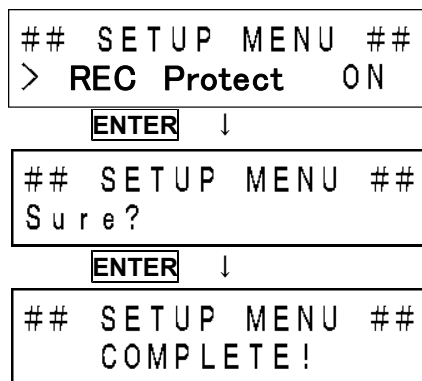 ## SETUP MENU ##
> REC Protect ON
ENTER ↓
## SETUP MENU ##
Sure?
ENTER ↓
## SETUP MENU ##
COMPLETE!